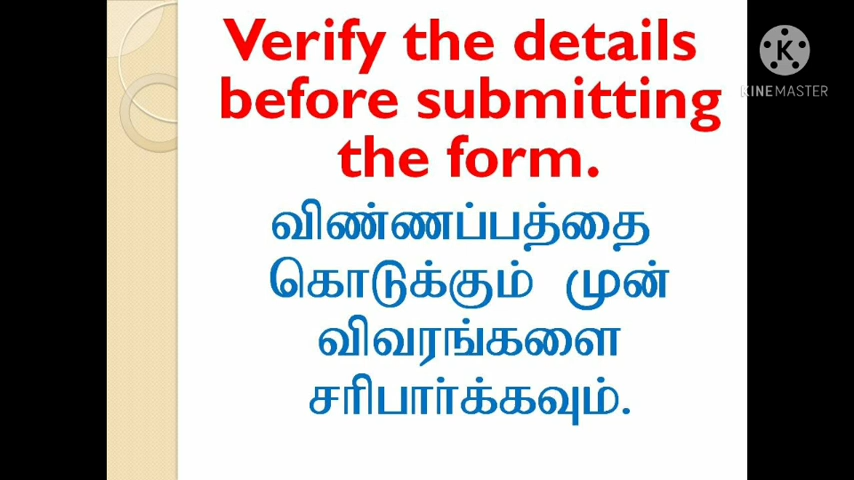 Verify the details
before submitting
the form.
விண்ணப்பத்தை
கொடுக்கும் முன்
விவரங்களை
சரிபார்க்கவும்.
K
KINEMASTER